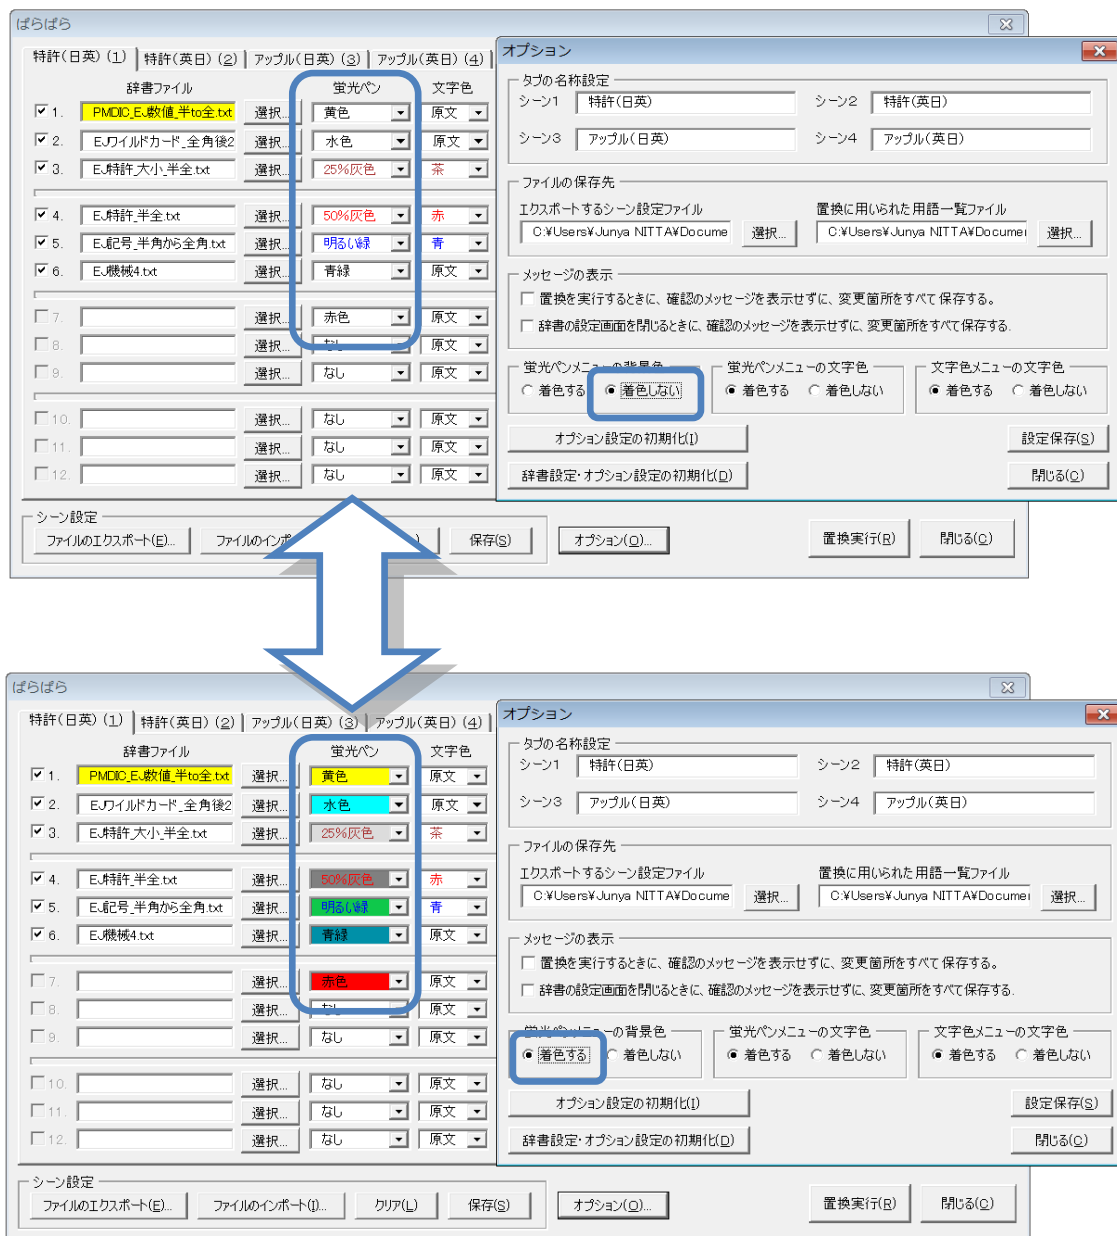 ぱらぱら
特許(日英) (1) 特許(英日) (2) アップル(日英) (3) アップル(英日) (4)
辞書ファイル 蛍光ペン 文字色
1. PMDIC_EJ数値_半to全.txt 選択... 黄色 原文
2. EJワイルドカード_全角後2 選択... 水色 原文
3. EJ特許_大小_半全.txt 選択... 25%灰色 茶
4. EJ特許_半全.txt 選択... 50%灰色 赤
5. EJ記号_半角から全角.txt 選択... 明るい緑 青
6. EJ機械4.txt 選択... 青緑 原文
7. 選択... 赤色 原文
8. 選択... なし 原文
9. 選択... なし 原文
10. 選択... なし 原文
11. 選択... なし 原文
12. 選択... なし 原文
シーン設定
ファイルのエクスポート(E)... ファイルのインポ 保存(S) オプション(O)... 置換実行(R) 閉じる(C)
オプション
タブの名称設定
シーン1 特許(日英) シーン2 特許(英日)
シーン3 アップル(日英) シーン4 アップル(英日)
ファイルの保存先
エクスポートするシーン設定ファイル 置換に用いられた用語一覧ファイル
C:¥Users¥Junya NITTA¥Docume 選択... C:¥Users¥Junya NITTA¥Documei 選択...
メッセージの表示
置換を実行するときに、確認のメッセージを表示せずに、変更箇所をすべて保存する。
辞書の設定画面を閉じるときに、確認のメッセージを表示せずに、変更箇所をすべて保存する.
蛍光ペンメニューの背景色 蛍光ペンメニューの文字色 文字色メニューの文字色
着色する 着色しない 着色する 着色しない 着色する 着色しない
オプション設定の初期化(I) 設定保存(S)
辞書設定・オプション設定の初期化(D) 閉じる(C)
ぱらぱら
特許(日英) (1) 特許(英日) (2) アップル(日英) (3) アップル(英日) (4)
辞書ファイル 蛍光ペン 文字色
1. PMDIC_EJ数値_半to全.txt 選択... 黄色 原文
2. EJワイルドカード_全角後2 選択... 水色 原文
3. EJ特許_大小_半全.txt 選択... 25%灰色 茶
4. EJ特許_半全.txt 選択... 50%灰色 赤
5. EJ記号_半角から全角.txt 選択... 明るい緑 青
6. EJ機械4.txt 選択... 青緑 原文
7. 選択... 赤色 原文
8. 選択... なし 原文
9. 選択... なし 原文
10. 選択... なし 原文
11. 選択... なし 原文
12. 選択... なし 原文
シーン設定
ファイルのエクスポート(E)... ファイルのインポート(I)... クリア(L) 保存(S) オプション(O)... 置換実行(R) 閉じる(C)
オプション
タブの名称設定
シーン1 特許(日英) シーン2 特許(英日)
シーン3 アップル(日英) シーン4 アップル(英日)
ファイルの保存先
エクスポートするシーン設定ファイル 置換に用いられた用語一覧ファイル
C:¥Users¥Junya NITTA¥Docume 選択... C:¥Users¥Junya NITTA¥Documei 選択...
メッセージの表示
置換を実行するときに、確認のメッセージを表示せずに、変更箇所をすべて保存する。
辞書の設定画面を閉じるときに、確認のメッセージを表示せずに、変更箇所をすべて保存する.
蛍光ペンメニューの背景色 蛍光ペンメニューの文字色 文字色メニューの文字色
着色する 着色しない 着色する 着色しない 着色する 着色しない
オプション設定の初期化(I) 設定保存(S)
辞書設定・オプション設定の初期化(D) 閉じる(C)